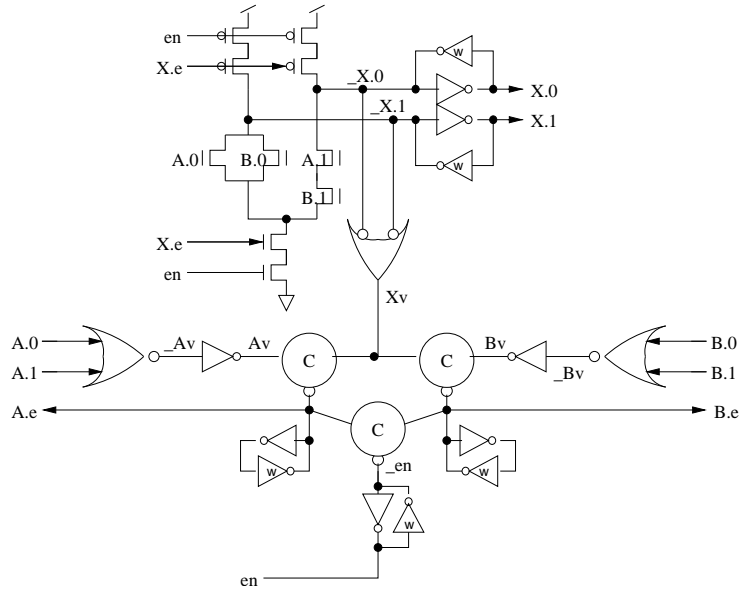 en
X.e
_X.0
X.0
_X.1
X.1
w
w
A.0
B.0
A.1
B.1
X.e
en
Xv
A.0
A.1
_Av
Av
C
C
Bv
_Bv
B.0
B.1
A.e
C
B.e
w
w
_en
w
en